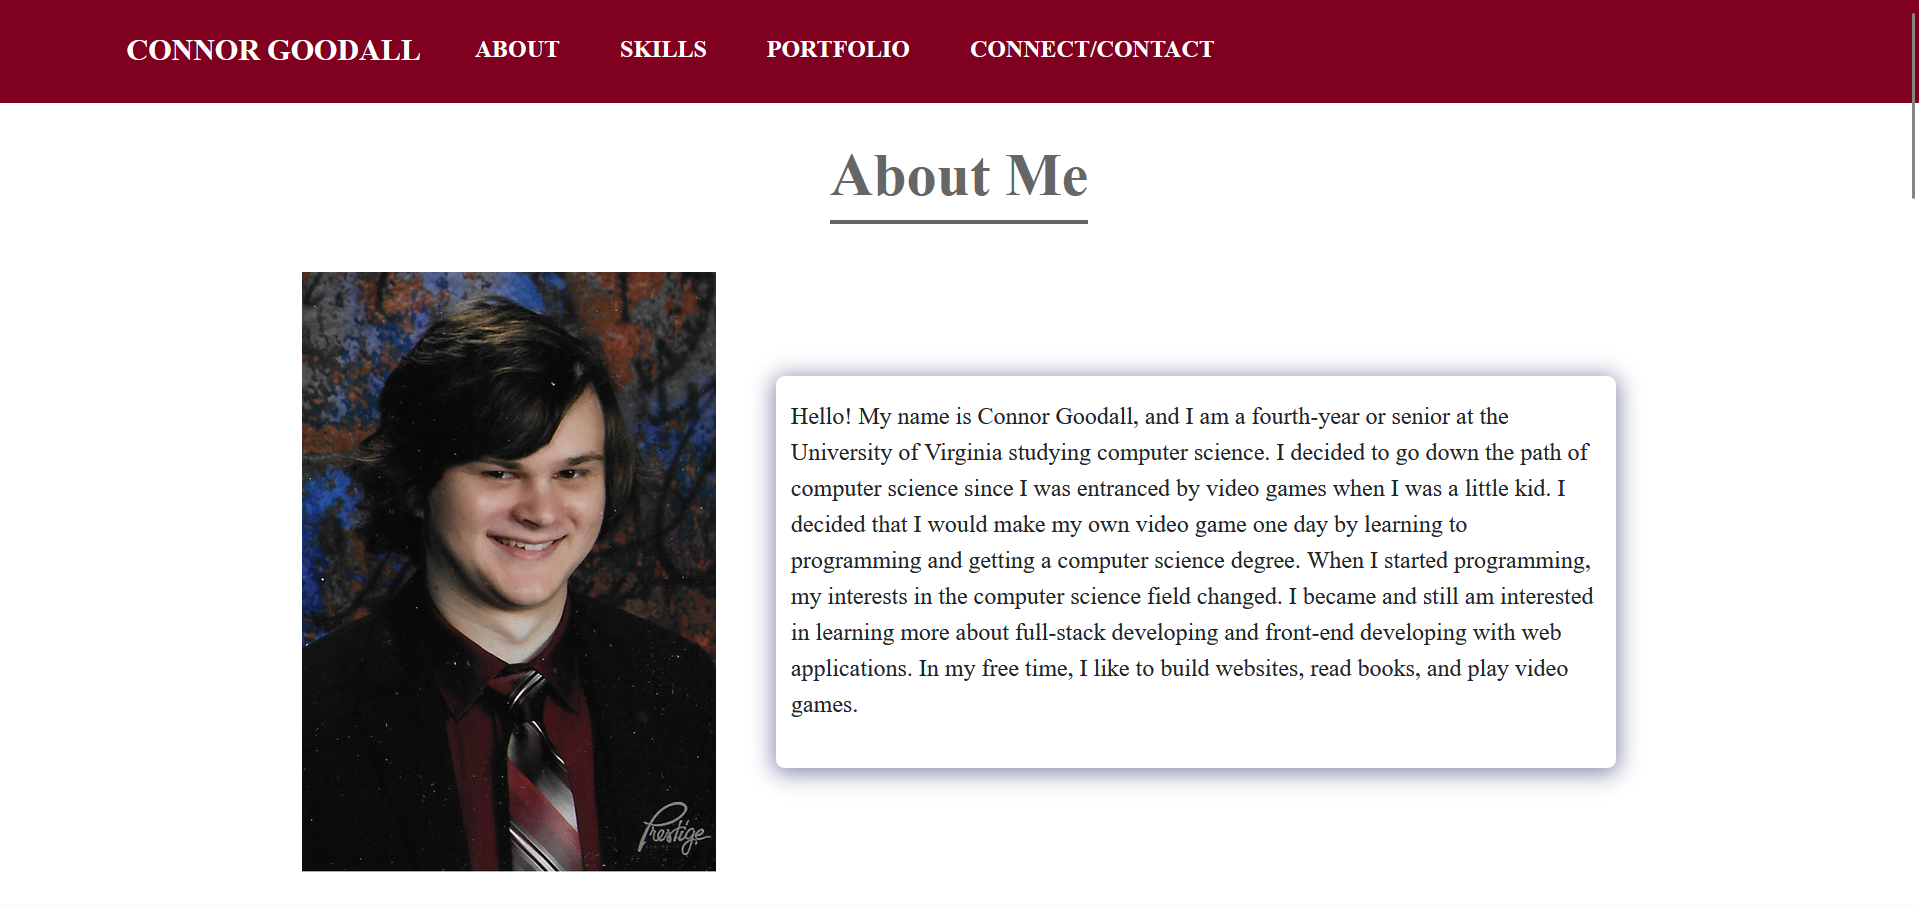 CONNOR GOODALL ABOUT SKILLS PORTFOLIO CONNECT/CONTACT
About Me
Hello! My name is Connor Goodall, and I am a fourth-year or senior at the
University of Virginia studying computer science. I decided to go down the path of
computer science since I was entranced by video games when I was a little kid. I
decided that I would make my own video game one day by learning to
programming and getting a computer science degree. When I started programming,
my interests in the computer science field changed. I became and still am interested
in learning more about full-stack developing and front-end developing with web
applications. In my free time, I like to build websites, read books, and play video
games.
Prestige